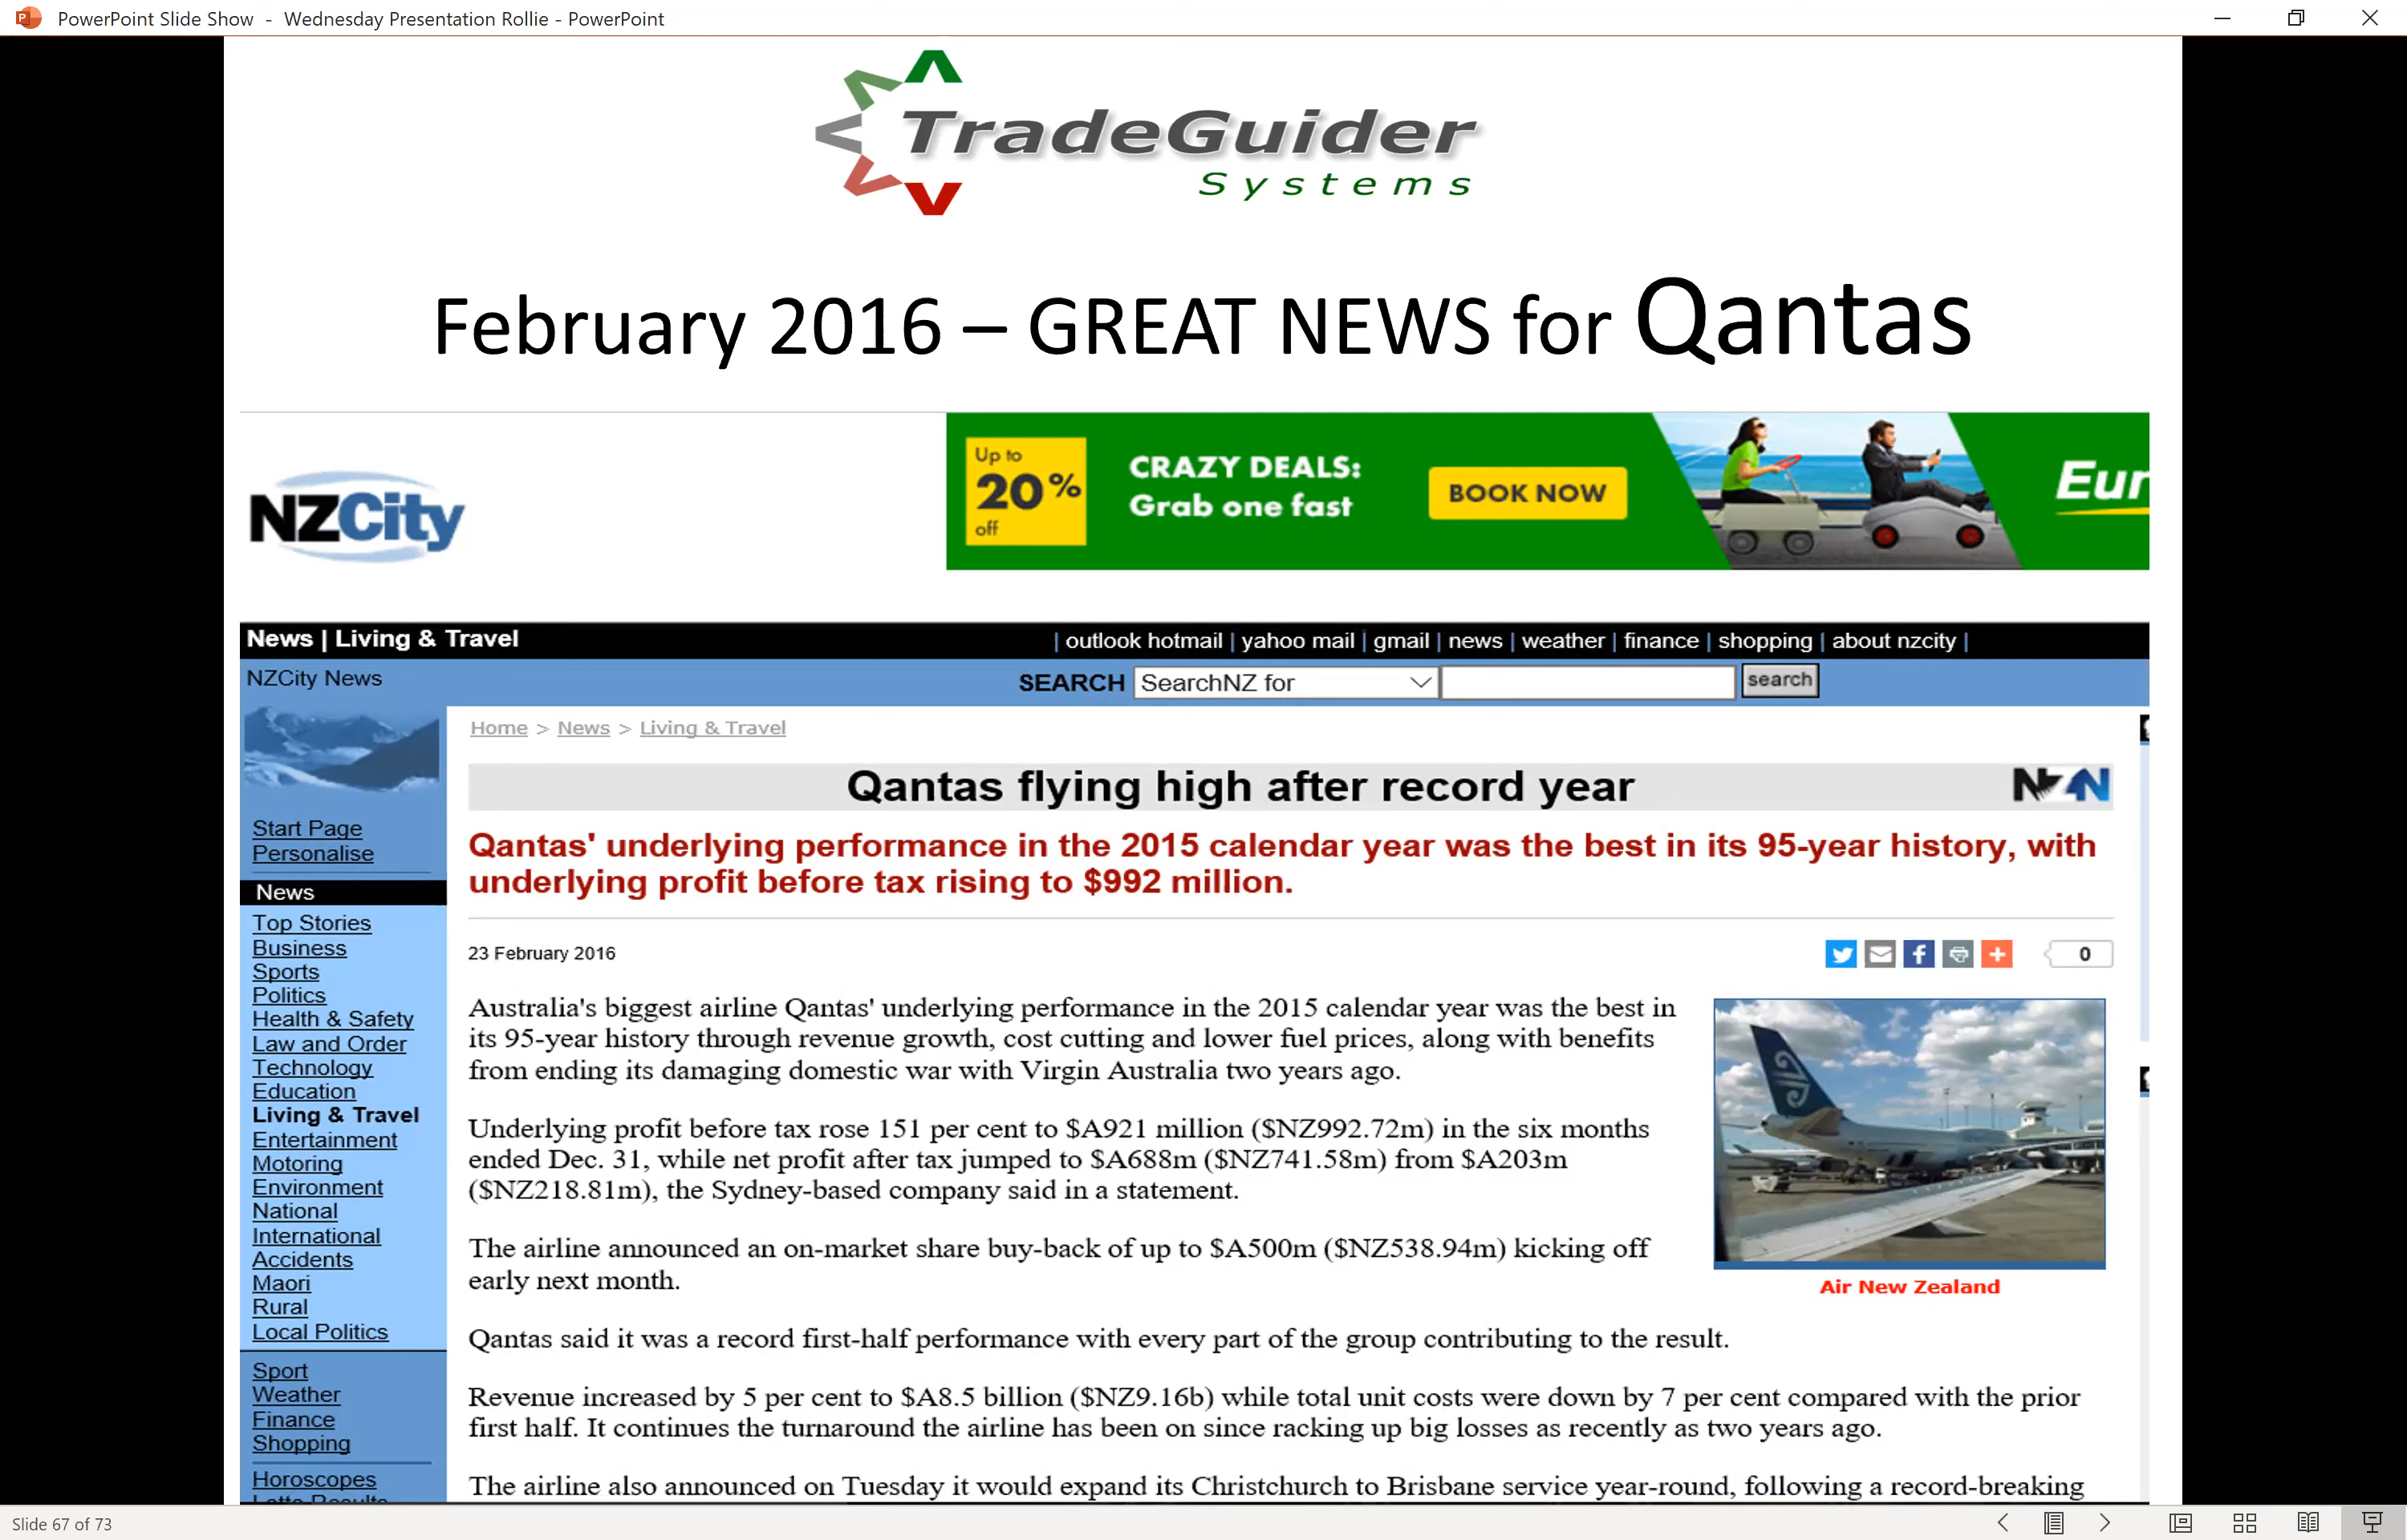 PowerPoint Slide Show - Wednesday Presentation Rollie - PowerPoint
TradeGuider
Systems
February 2016 – GREAT NEWS for Qantas
NZCity
Up to
20%
off
CRAZY DEALS:
Grab one fast
BOOK NOW
Eur
News | Living & Travel
| outlook hotmail | yahoo mail | gmail | news | weather | finance | shopping | about nzcity |
NZCity News
SEARCH SearchNZ for search
Home > News > Living & Travel
Qantas flying high after record year
Qantas' underlying performance in the 2015 calendar year was the best in its 95-year history, with
underlying profit before tax rising to $992 million.
23 February 2016
0
Australia's biggest airline Qantas' underlying performance in the 2015 calendar year was the best in
its 95-year history through revenue growth, cost cutting and lower fuel prices, along with benefits
from ending its damaging domestic war with Virgin Australia two years ago.
Underlying profit before tax rose 151 per cent to $A921 million ($NZ992.72m) in the six months
ended Dec. 31, while net profit after tax jumped to $A688m ($NZ741.58m) from $A203m
($NZ218.81m), the Sydney-based company said in a statement.
The airline announced an on-market share buy-back of up to $A500m ($NZ538.94m) kicking off
early next month.
Air New Zealand
Qantas said it was a record first-half performance with every part of the group contributing to the result.
Revenue increased by 5 per cent to $A8.5 billion ($NZ9.16b) while total unit costs were down by 7 per cent compared with the prior
first half. It continues the turnaround the airline has been on since racking up big losses as recently as two years ago.
The airline also announced on Tuesday it would expand its Christchurch to Brisbane service year-round, following a record-breaking
Start Page
Personalise
News
Top Stories
Business
Sports
Politics
Health & Safety
Law and Order
Technology
Education
Living & Travel
Entertainment
Motoring
Environment
National
International
Accidents
Maori
Rural
Local Politics
Sport
Weather
Finance
Shopping
Horoscopes
Slide 67 of 73